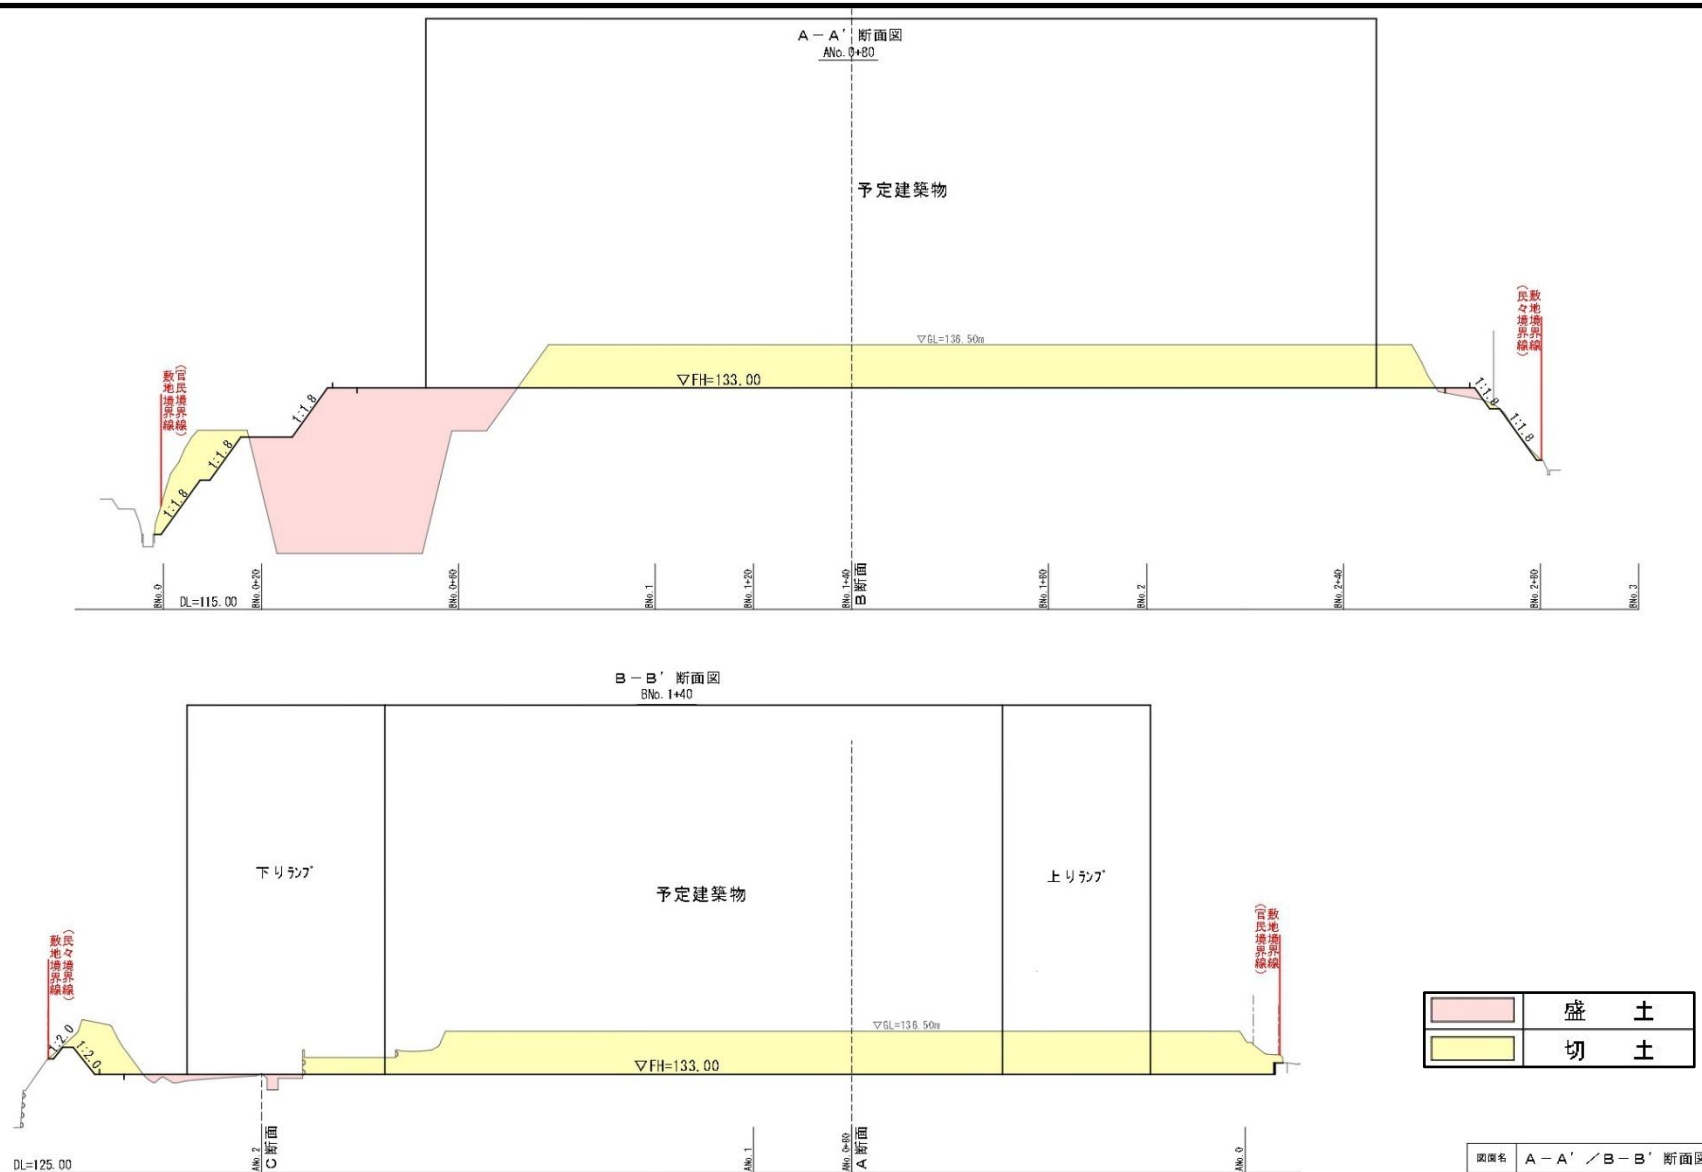 A－A' 断面図
ANo. 0+80
予定建築物
▽GL=136.50m
▽FH=133.00
敷地境界線
(官民境界線)
1:1.8
1:1.8
1:1.8
敷地境界線
(民々境界線)
1:1.8
1:1.8
DL=115.00
BNo.0
BNo.0+20
BNo.0+60
BNo.1
BNo.1+20
BNo.1+40
B断面
BNo.1+80
BNo.2
BNo.2+40
BNo.2+80
BNo.3
B－B' 断面図
BNo. 1+40
下りランプ
予定建築物
上りランプ
敷地境界線
(民々境界線)
1:2.0
1:2.0
▽GL=136.50m
▽FH=133.00
敷地境界線
(官民境界線)
盛 土
切 土
DL=125.00
ANo.2
C断面
ANo.1
ANo.0+80
A断面
ANo.0
図面名 A－A' ／B－B' 断面図